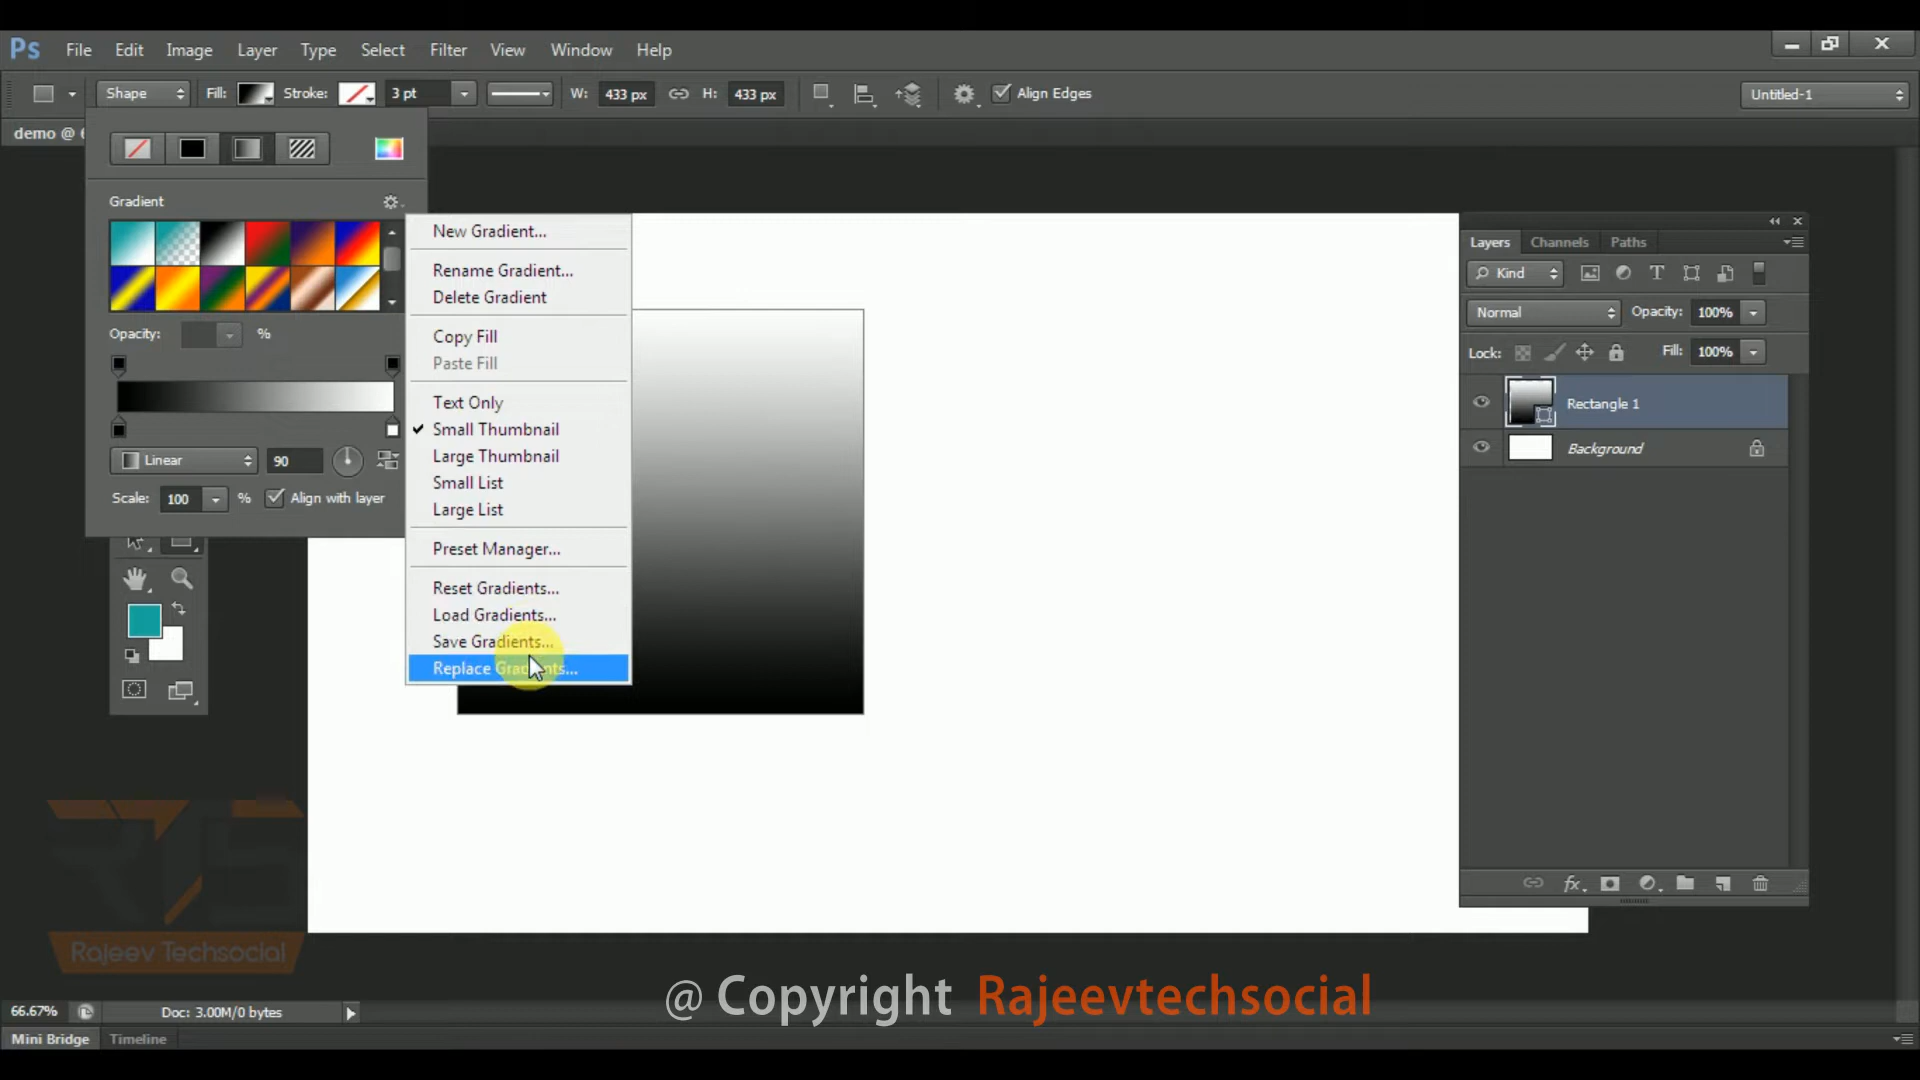 Ps File Edit Image Layer Type Select Filter View Window Help
Shape Fill: Stroke: 3 pt W: 433 px H: 433 px Align Edges Untitled-1
demo @ 6
Gradient
Opacity: %
Linear 90
Scale: 100 % Align with layer
New Gradient...
Rename Gradient...
Delete Gradient
Copy Fill
Paste Fill
Text Only
Small Thumbnail
Large Thumbnail
Small List
Large List
Preset Manager...
Reset Gradients...
Load Gradients...
Save Gradients...
Replace Gradients...
Layers Channels Paths
Kind
Normal Opacity: 100%
Lock: Fill: 100%
Rectangle 1
Background
RTS
Rajeev Techsocial
@ Copyright Rajeevtechsocial
66.67% Doc: 3.00M/0 bytes
Mini Bridge Timeline